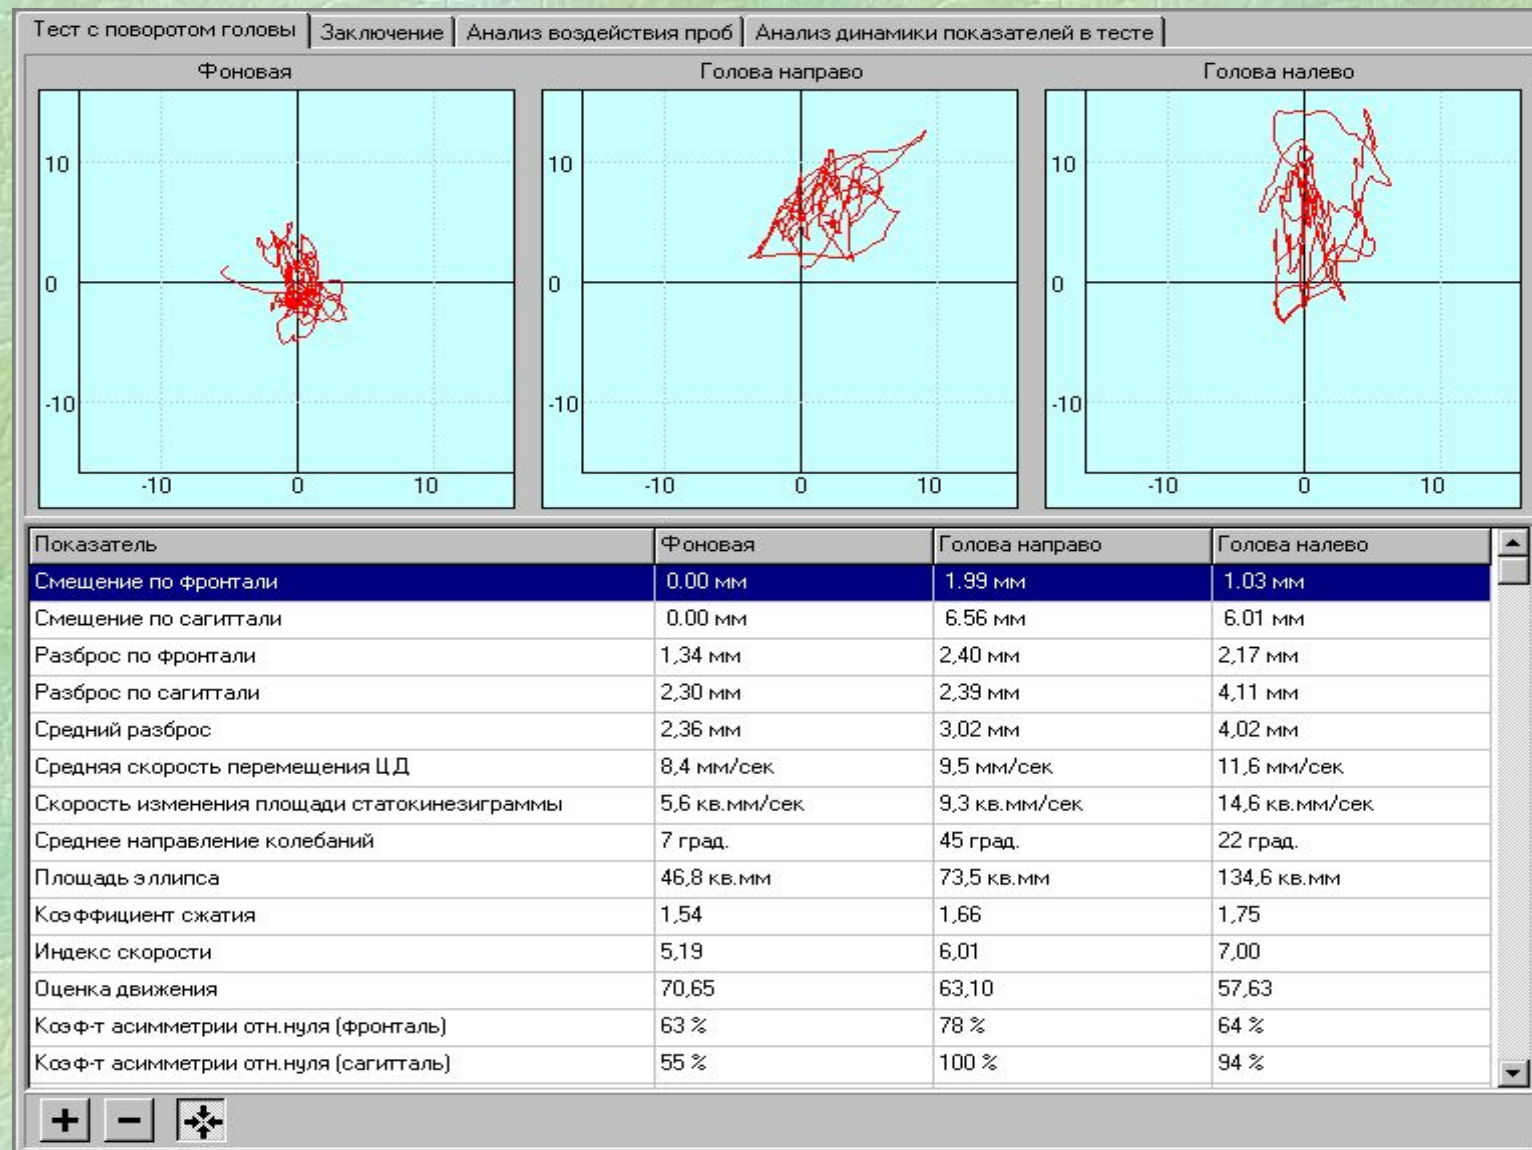 Тест с поворотом головы Заключение Анализ воздействия проб Анализ динамики показателей в тесте
Фоновая Голова направо Голова налево
10 10 10
0 0 0
-10 -10 -10
-10 0 10 -10 0 10 -10 0 10
Показатель Фоновая Голова направо Голова налево
Смещение по фронтали 0.00 мм 1.99 мм 1.03 мм
Смещение по сагиттали 0.00 мм 6.56 мм 6.01 мм
Разброс по фронтали 1,34 мм 2,40 мм 2,17 мм
Разброс по сагиттали 2,30 мм 2,39 мм 4,11 мм
Средний разброс 2,36 мм 3,02 мм 4,02 мм
Средняя скорость перемещения ЦД 8,4 мм/сек 9,5 мм/сек 11,6 мм/сек
Скорость изменения площади статокинезиграммы 5,6 кв.мм/сек 9,3 кв.мм/сек 14,6 кв.мм/сек
Среднее направление колебаний 7 град. 45 град. 22 град.
Площадь эллипса 46,8 кв.мм 73,5 кв.мм 134,6 кв.мм
Коэффициент сжатия 1,54 1,66 1,75
Индекс скорости 5,19 6,01 7,00
Оценка движения 70,65 63,10 57,63
Коэф-т асимметрии отн.нуля (фронталь) 63 % 78 % 64 %
Коэф-т асимметрии отн.нуля (сагитталь) 55 % 100 % 94 %